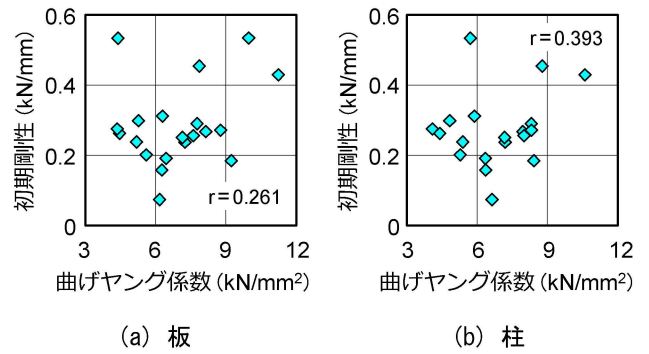 初期剛性 (kN/mm)
0.6
0.4
0.2
0
3 6 9 12
r=0.261
曲げヤング係数 (kN/mm²)
(a) 板
初期剛性 (kN/mm)
0.6
0.4
0.2
0
3 6 9 12
r=0.393
曲げヤング係数 (kN/mm²)
(b) 柱